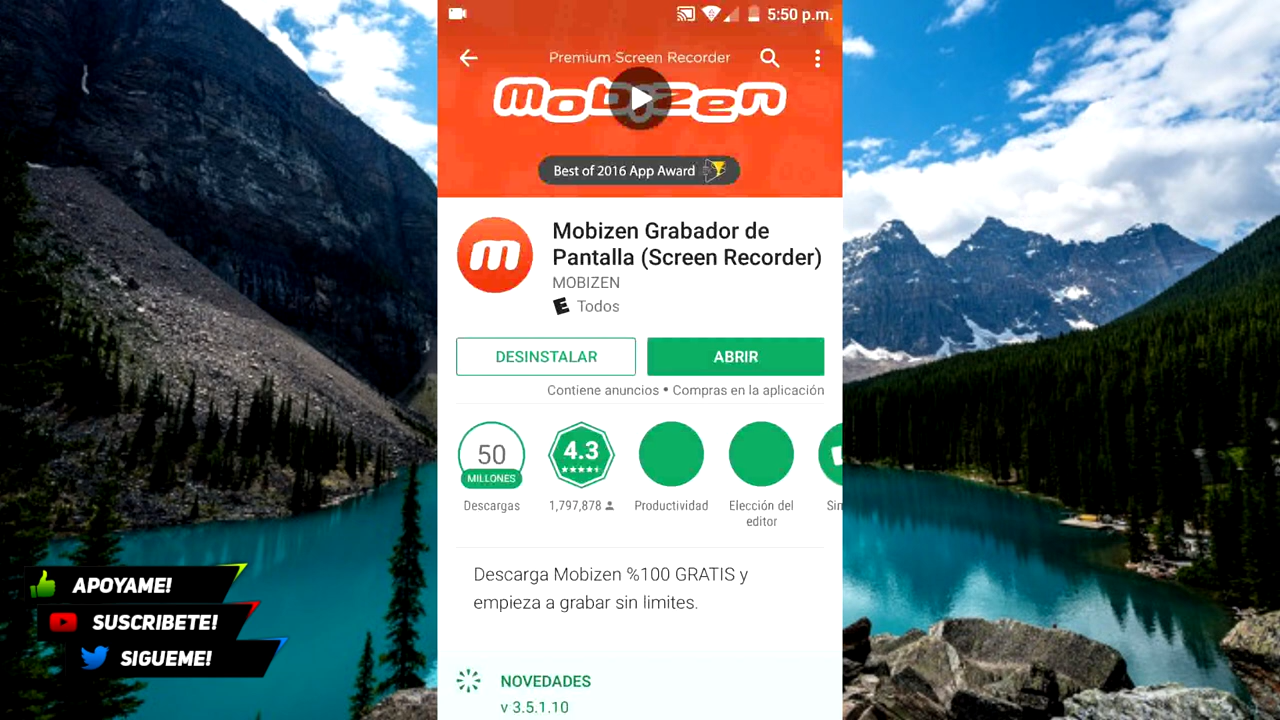 5:50 p.m.
Premium Screen Recorder
mobizen
Best of 2016 App Award
m
Mobizen Grabador de
Pantalla (Screen Recorder)
MOBIZEN
E Todos
DESINSTALAR
ABRIR
Contiene anuncios • Compras en la aplicación
50
MILLONES
Descargas
4.3
1,797,878
Productividad
Elección del
editor
Sin
Descarga Mobizen %100 GRATIS y
empieza a grabar sin limites.
NOVEDADES
v 3.5.1.10
APOYAME!
SUSCRIBETE!
SIGUEME!